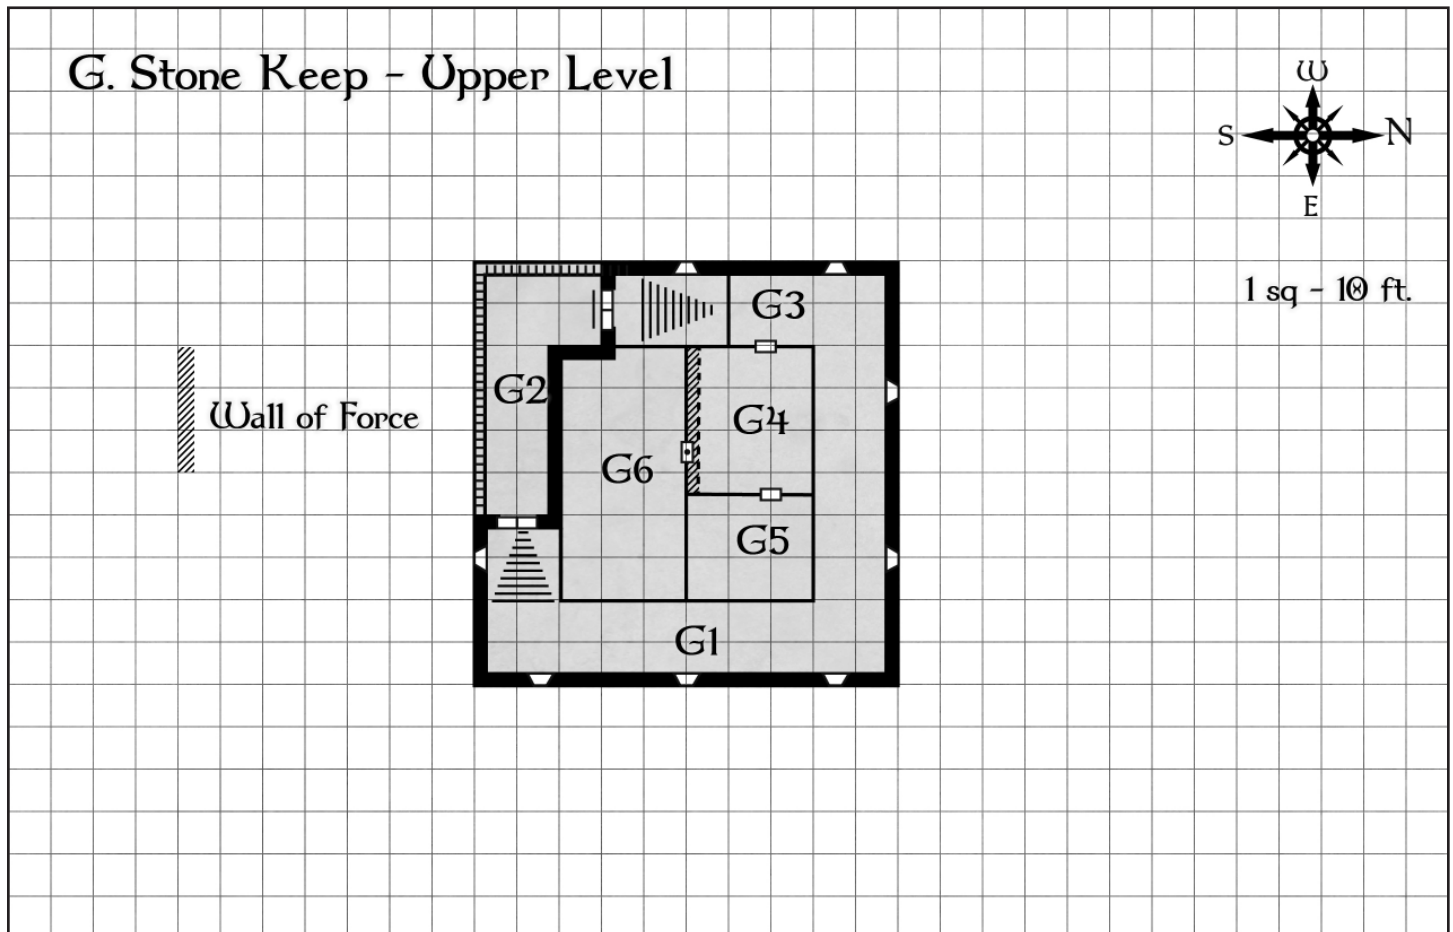 G. Stone Keep - Upper Level
W
S
N
E
1 sq - 10 ft.
G3
G2
Wall of Force
G4
G6
G5
G1